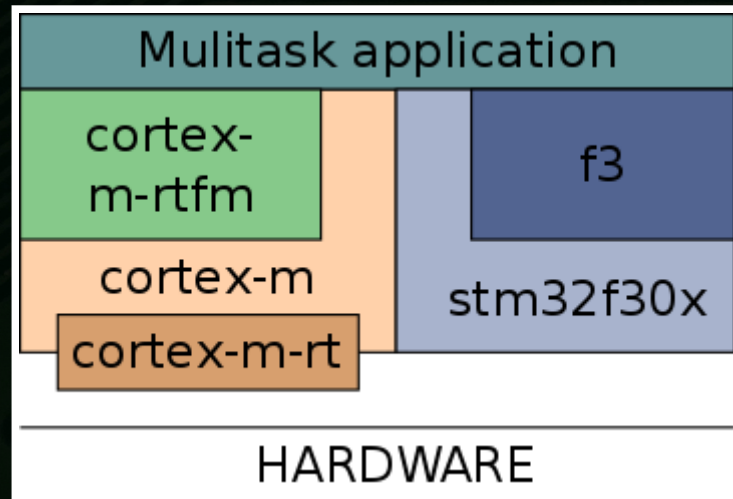 Mulitask application
cortex-
m-rtfm
f3
cortex-m
stm32f30x
cortex-m-rt
HARDWARE